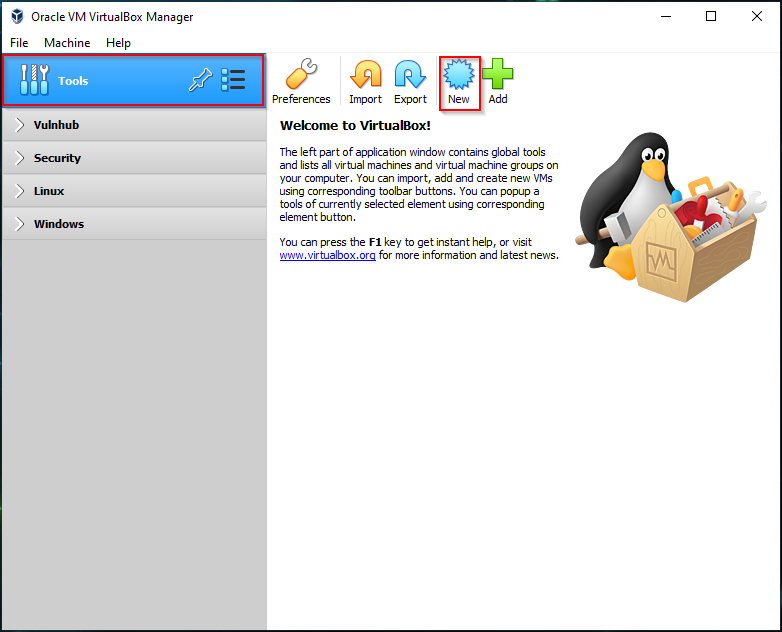 Oracle VM VirtualBox Manager
File Machine Help
Tools
Preferences Import Export New Add
Vulnhub
Security
Linux
Windows
Welcome to VirtualBox!
The left part of application window contains global tools
and lists all virtual machines and virtual machine groups on
your computer. You can import, add and create new VMs
using corresponding toolbar buttons. You can popup a
tools of currently selected element using corresponding
element button.
You can press the F1 key to get instant help, or visit
www.virtualbox.org for more information and latest news.